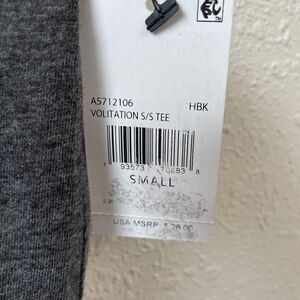 A5712106 HBK
VOLITATION S/S TEE
SMALL
USA MSRP $ 28.00